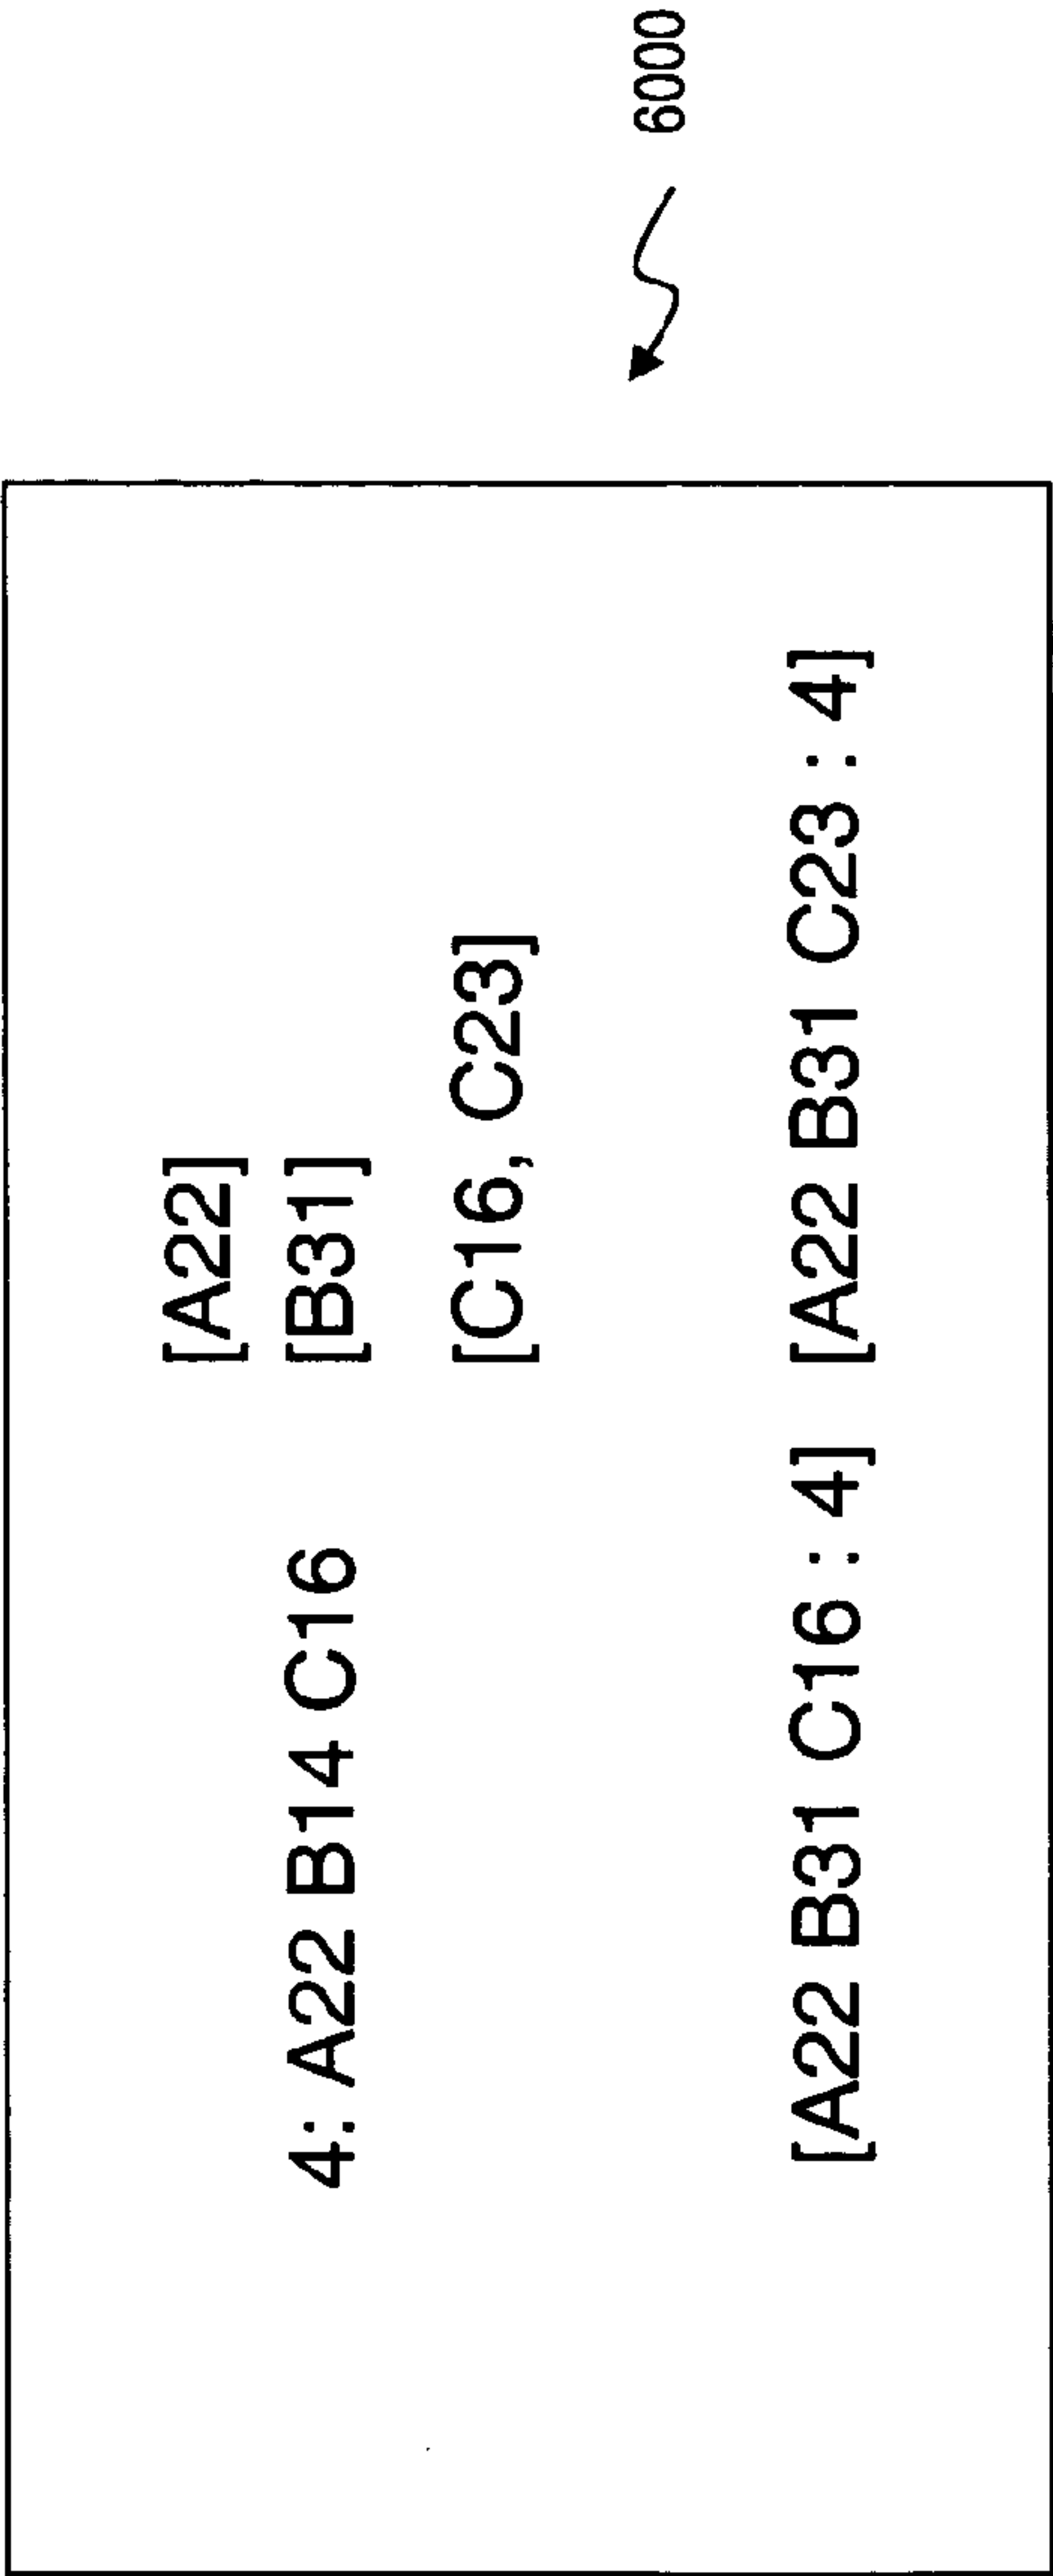 [A22]
4: A22 B14 C16 [B31]
[C16, C23]
[A22 B31 C16 : 4] [A22 B31 C23 : 4]
6000